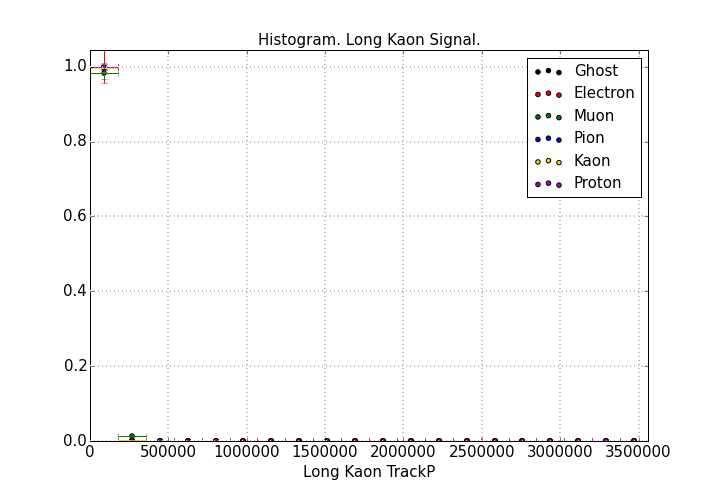 Histogram. Long Kaon Signal.
1.0
0.8
0.6
0.4
0.2
0.0
Ghost
Electron
Muon
Pion
Kaon
Proton
0 500000 1000000 1500000 2000000 2500000 3000000 3500000
Long Kaon TrackP